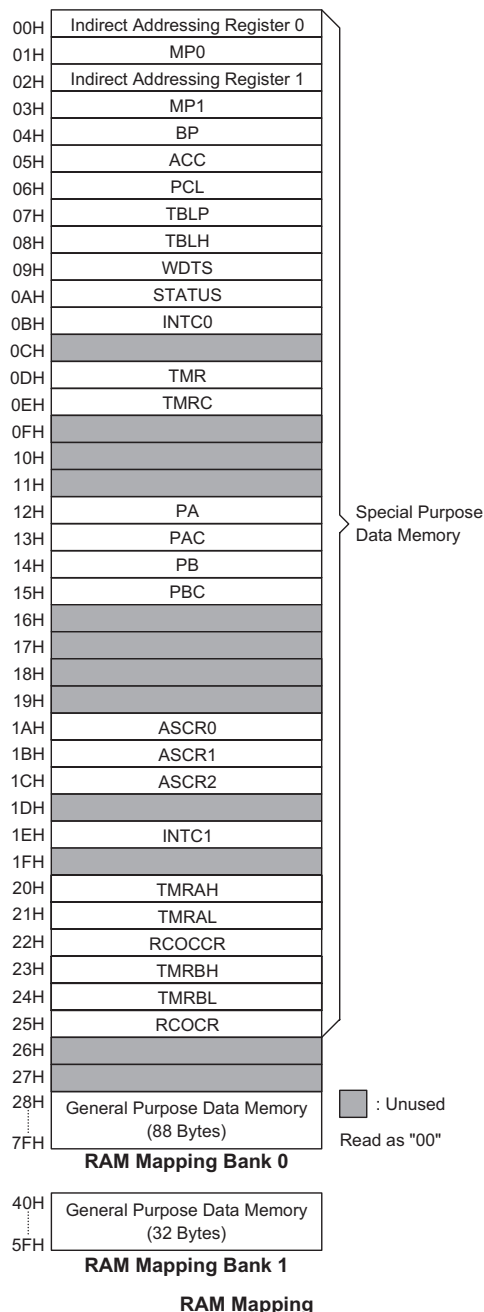 00H Indirect Addressing Register 0
01H MP0
02H Indirect Addressing Register 1
03H MP1
04H BP
05H ACC
06H PCL
07H TBLP
08H TBLH
09H WDTS
0AH STATUS
0BH INTC0
0CH
0DH TMR
0EH TMRC
0FH
10H
11H
12H PA
13H PAC
14H PB
15H PBC
16H
17H
18H
19H
1AH ASCR0
1BH ASCR1
1CH ASCR2
1DH
1EH INTC1
1FH
20H TMRAH
21H TMRAL
22H RCOCCR
23H TMRBH
24H TMRBL
25H RCOCR
26H
27H
28H
General Purpose Data Memory
(88 Bytes)
7FH
Special Purpose
Data Memory
: Unused
Read as "00"
RAM Mapping Bank 0
40H
General Purpose Data Memory
(32 Bytes)
5FH
RAM Mapping Bank 1
RAM Mapping